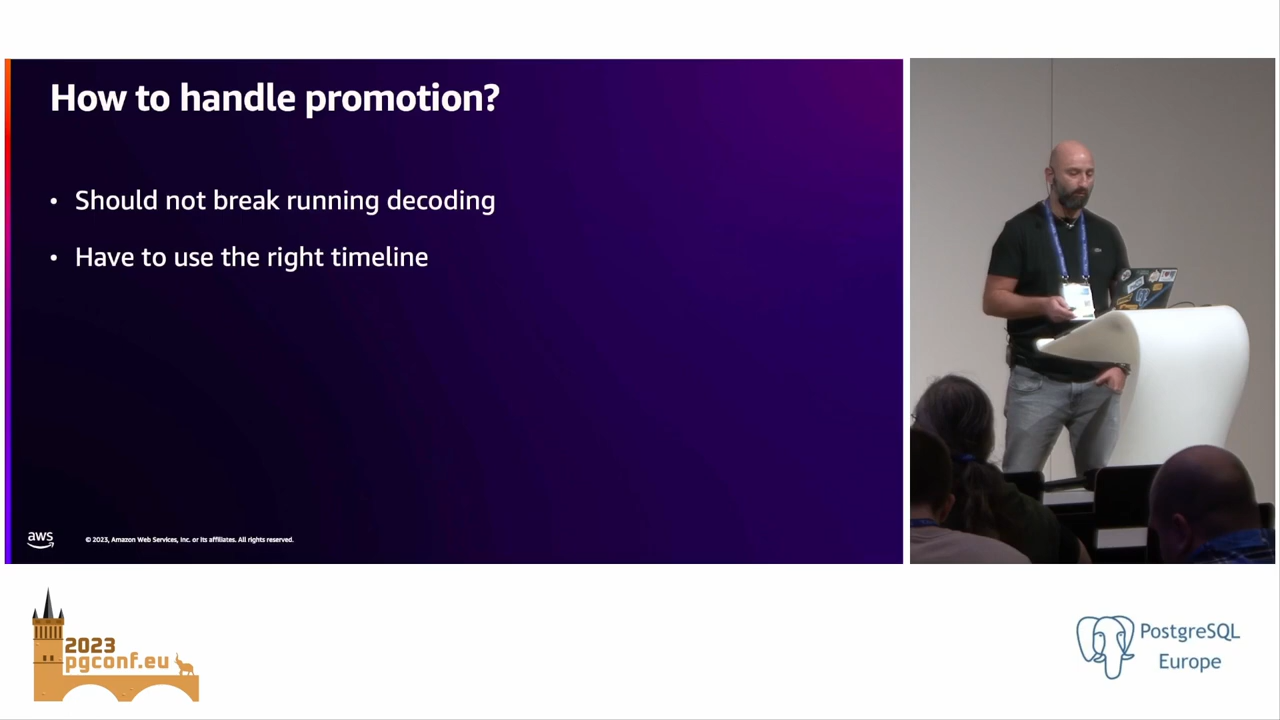 How to handle promotion?
• Should not break running decoding
• Have to use the right timeline
aws
© 2023, Amazon Web Services, Inc. or its affiliates. All rights reserved.
2023
pgconf.eu
PostgreSQL
Europe